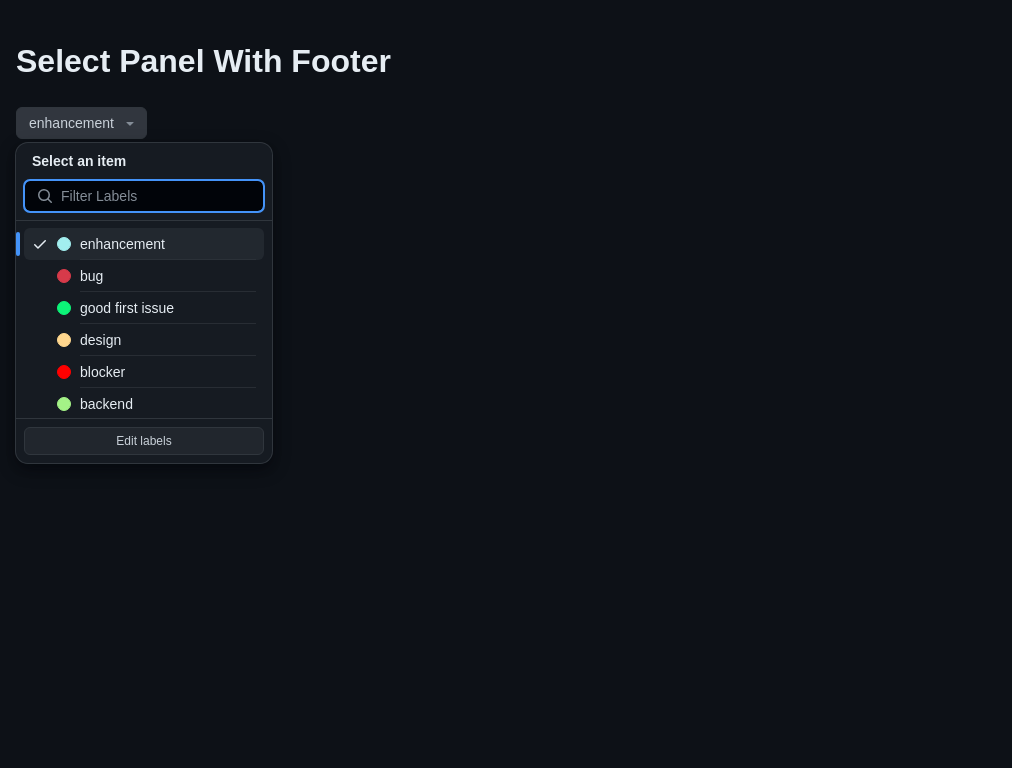 Select Panel With Footer
enhancement
Select an item
Filter Labels
enhancement
bug
good first issue
design
blocker
backend
Edit labels